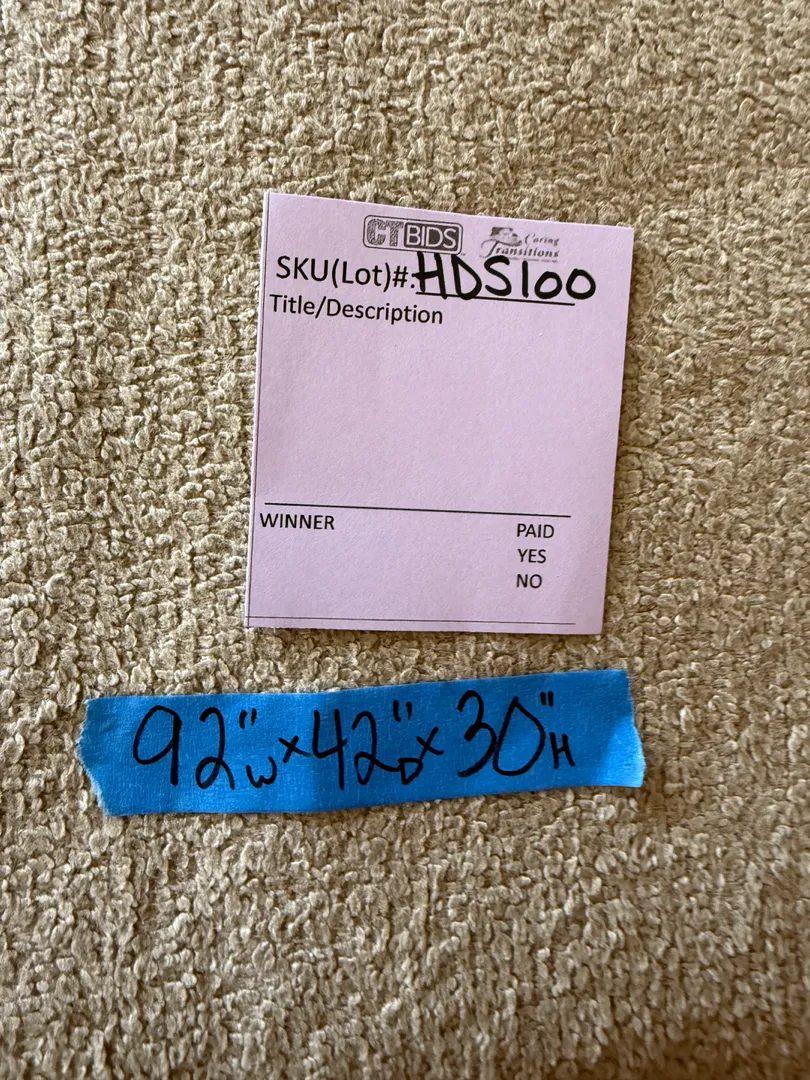 CTBIDS
Caring
Transitions
SKU(Lot)#: HDS100
Title/Description
WINNER
PAID
YES
NO
92"W x 42"D x 30"H